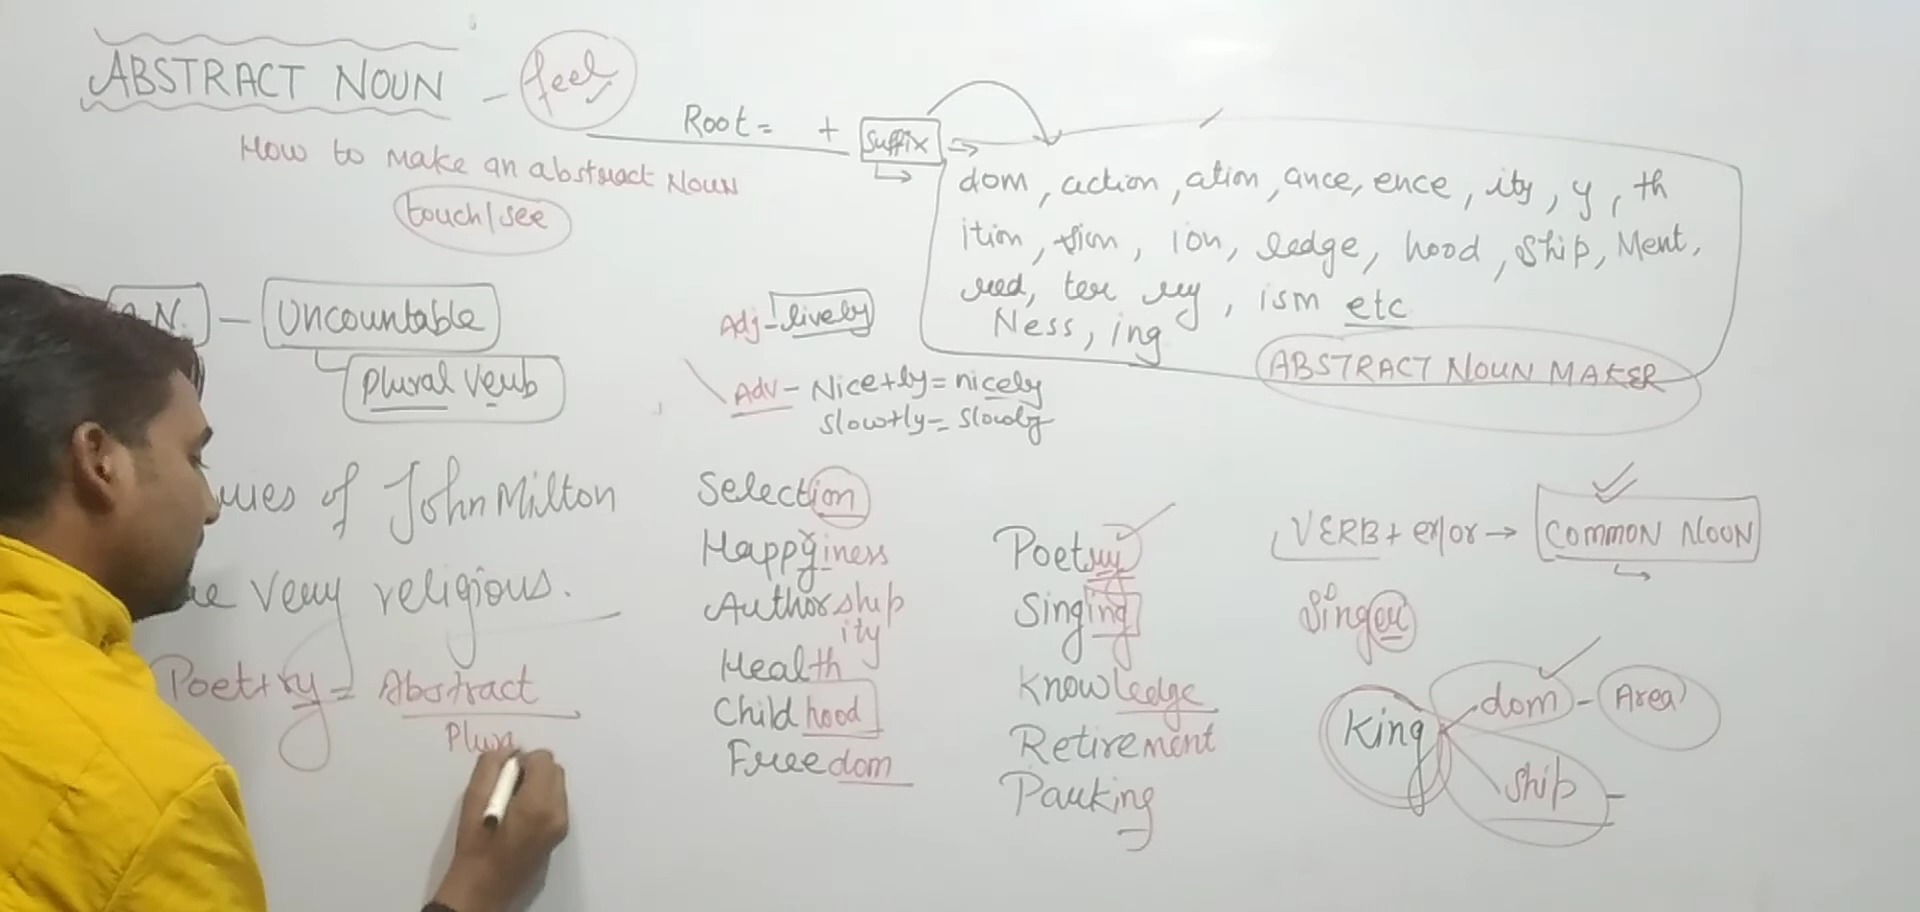 ABSTRACT NOUN - feel
How to make an abstract Noun
touch/see
Root = + Suffix →
dom, action, ation, ance, ence, ity, y, th
ition, sion, ion, ledge, hood, ship, Ment,
red, ter ry, ism etc
Ness, ing
ABSTRACT NOUN MAKER
N. - Uncountable
Plural Verb
Adj - lively
Adv - Nice+ly = nicely
Slow+ly = slowly
of John Milton
very religious.
Poet+ry = Abstract
Plur
Selection
Happyiness
Authorship
ity
Health
Childhood
Freedom
Poetry
Singing
Knowledge
Retirement
Parking
VERB + er/or → COMMON NOUN
Singer
King
dom - Area
ship -